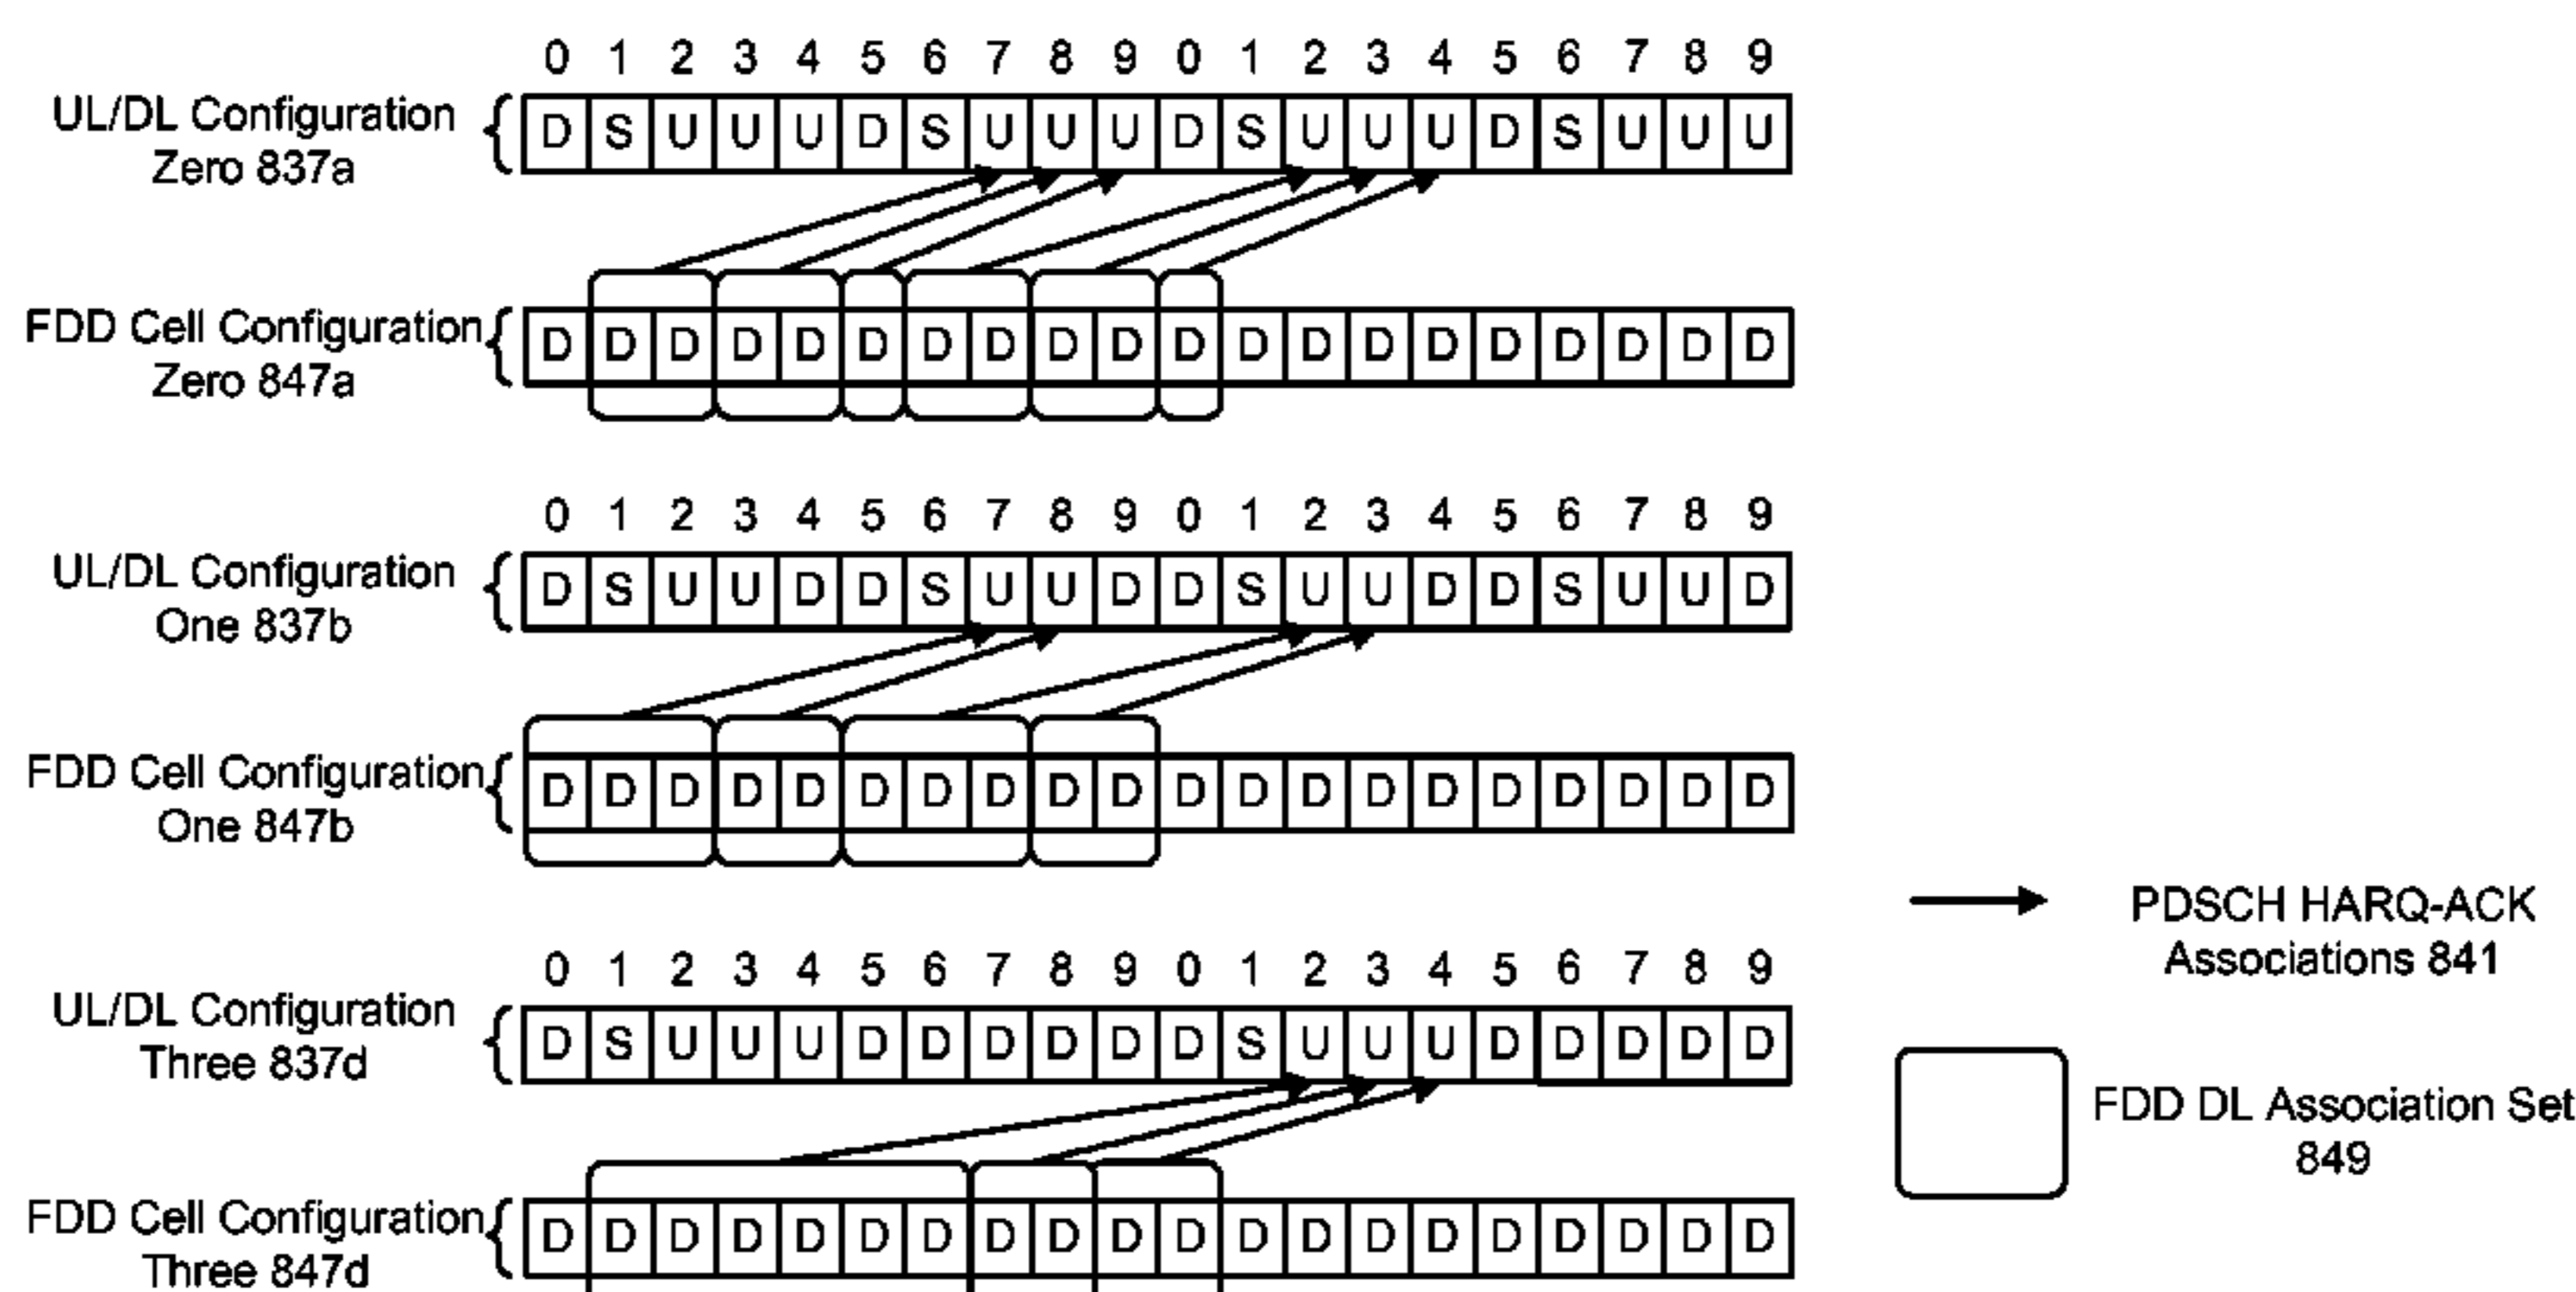 0 1 2 3 4 5 6 7 8 9 0 1 2 3 4 5 6 7 8 9
UL/DL Configuration
Zero 837a
D S U U U D S U U U D S U U U D S U U U
FDD Cell Configuration
Zero 847a
D D D D D D D D D D D D D D D D D D D D
0 1 2 3 4 5 6 7 8 9 0 1 2 3 4 5 6 7 8 9
UL/DL Configuration
One 837b
D S U U D D S U U D D S U U D D S U U D
FDD Cell Configuration
One 847b
D D D D D D D D D D D D D D D D D D D D
0 1 2 3 4 5 6 7 8 9 0 1 2 3 4 5 6 7 8 9
UL/DL Configuration
Three 837d
D S U U U D D D D D D S U U U D D D D D
FDD Cell Configuration
Three 847d
D D D D D D D D D D D D D D D D D D D D
PDSCH HARQ-ACK
Associations 841
FDD DL Association Set
849